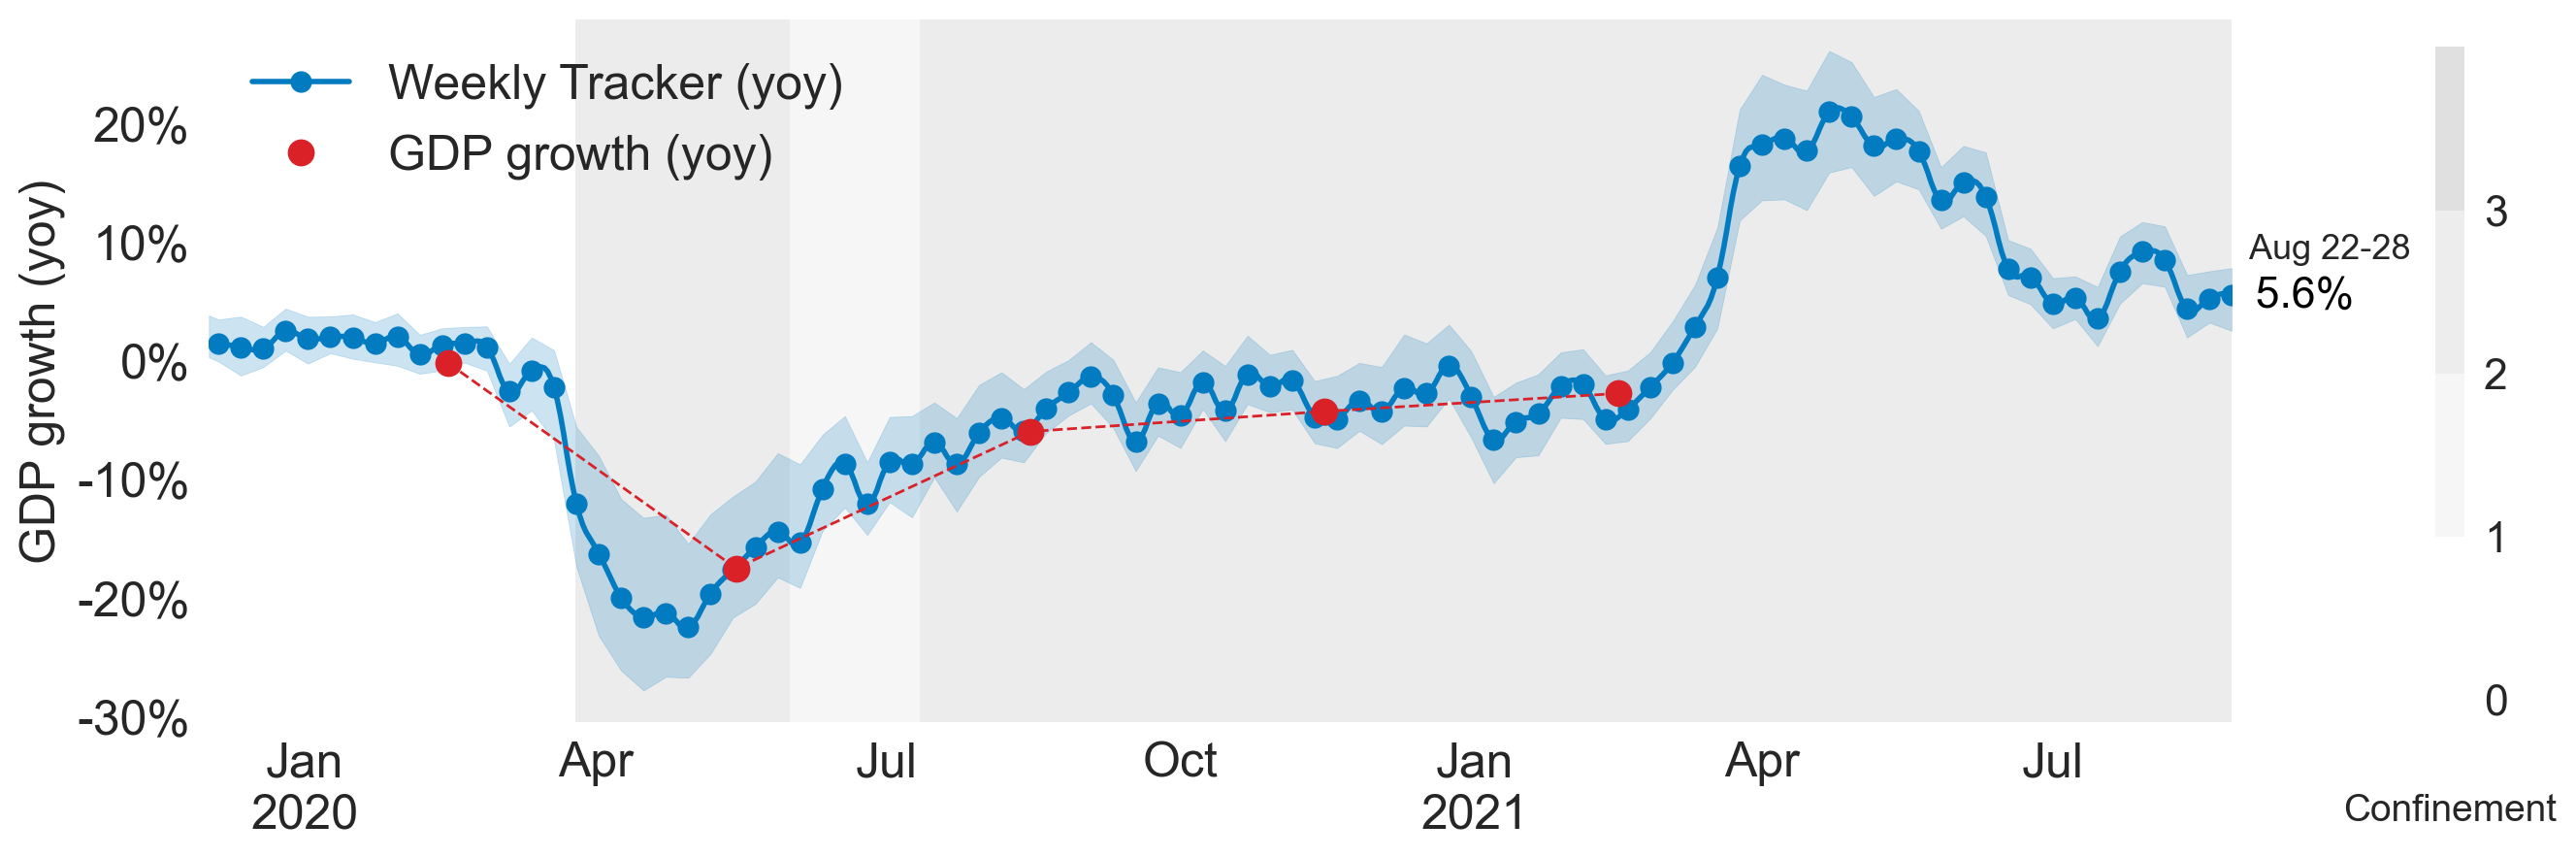 Weekly Tracker (yoy)
GDP growth (yoy)
GDP growth (yoy)
20%
10%
0%
-10%
-20%
-30%
Jan
2020
Apr
Jul
Oct
Jan
2021
Apr
Jul
Aug 22-28
5.6%
3
2
1
0
Confinement